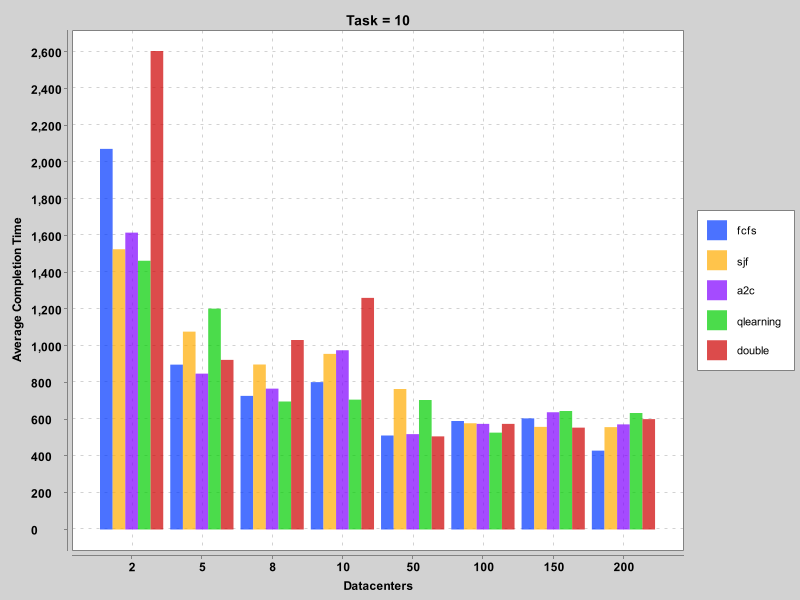 Task = 10
Average Completion Time
2,600
2,400
2,200
2,000
1,800
1,600
1,400
1,200
1,000
800
600
400
200
0
2 5 8 10 50 100 150 200
Datacenters
fcfs
sjf
a2c
qlearning
double